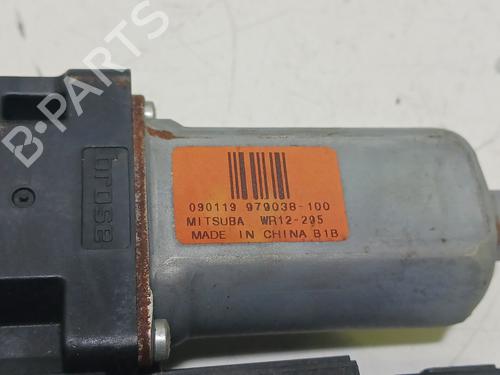 B-PARTS
brose
090119 979038-100
MITSUBA WR12-295
MADE IN CHINA B1B